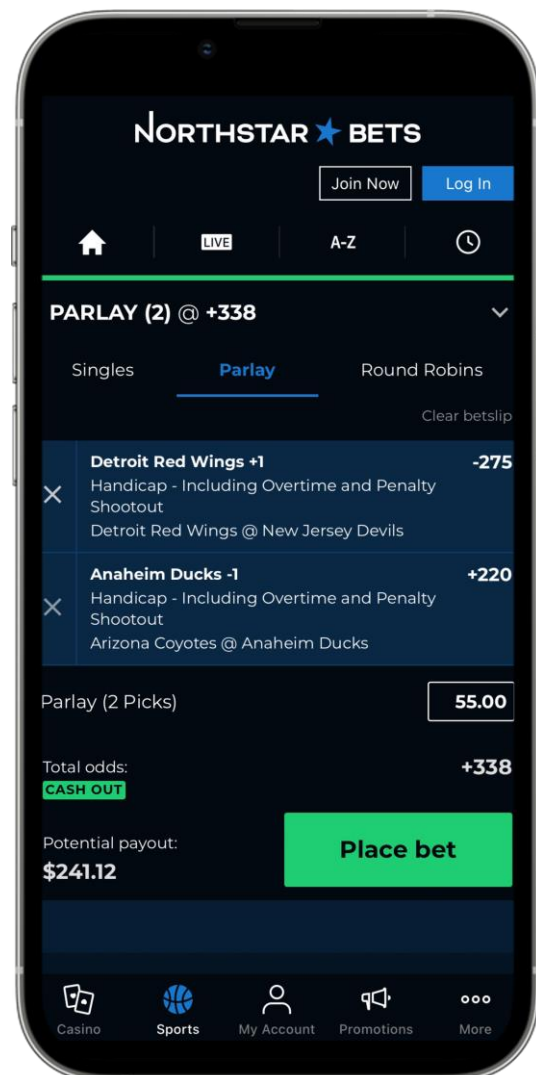 NORTHSTAR BETS
Join Now Log In
LIVE A-Z
PARLAY (2) @ +338
Singles Parlay Round Robins
Clear betslip
Detroit Red Wings +1 -275
Handicap - Including Overtime and Penalty
Shootout
Detroit Red Wings @ New Jersey Devils
Anaheim Ducks -1 +220
Handicap - Including Overtime and Penalty
Shootout
Arizona Coyotes @ Anaheim Ducks
Parlay (2 Picks) 55.00
Total odds: +338
CASH OUT
Potential payout:
$241.12
Place bet
Casino Sports My Account Promotions More